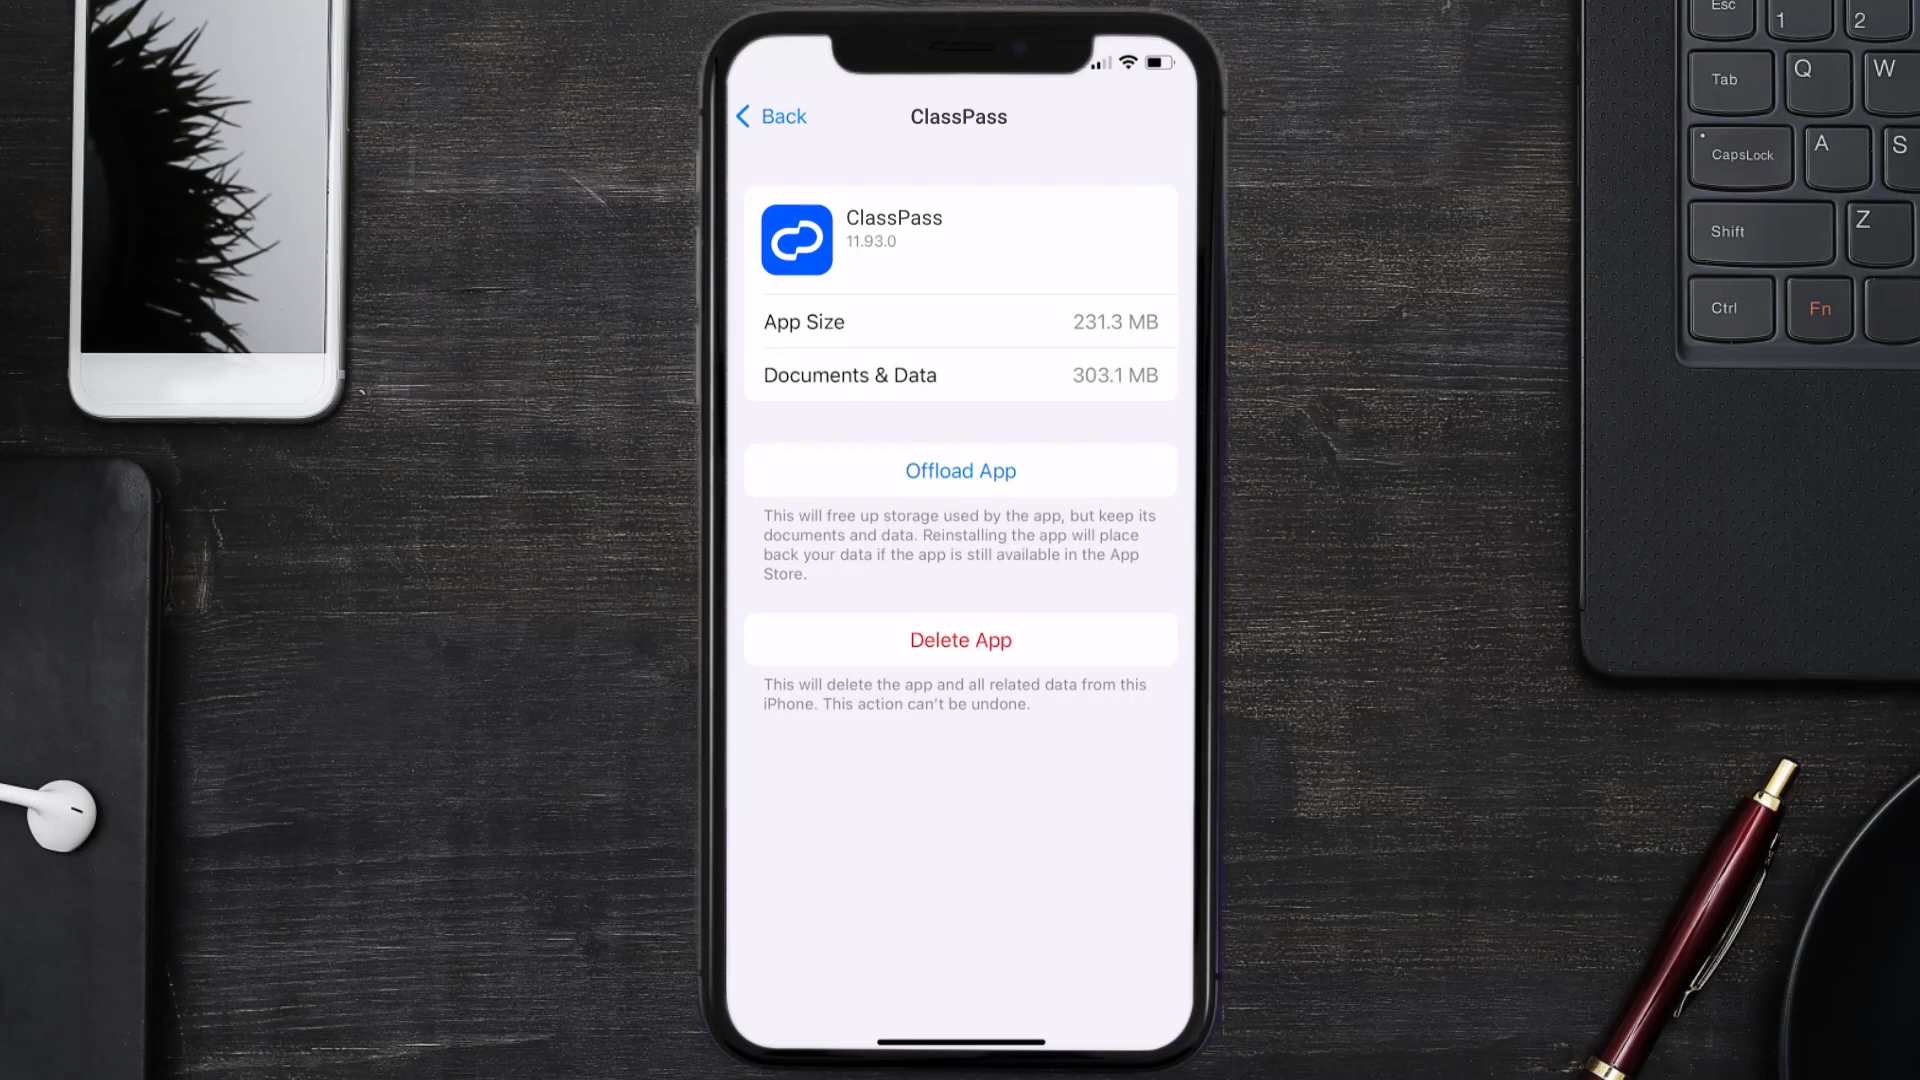 Back
ClassPass
ClassPass
11.93.0
App Size 231.3 MB
Documents & Data 303.1 MB
Offload App
This will free up storage used by the app, but keep its
documents and data. Reinstalling the app will place
back your data if the app is still available in the App
Store.
Delete App
This will delete the app and all related data from this
iPhone. This action can't be undone.
Esc 1 2
Tab Q W
CapsLock A S
Shift Z
Ctrl Fn